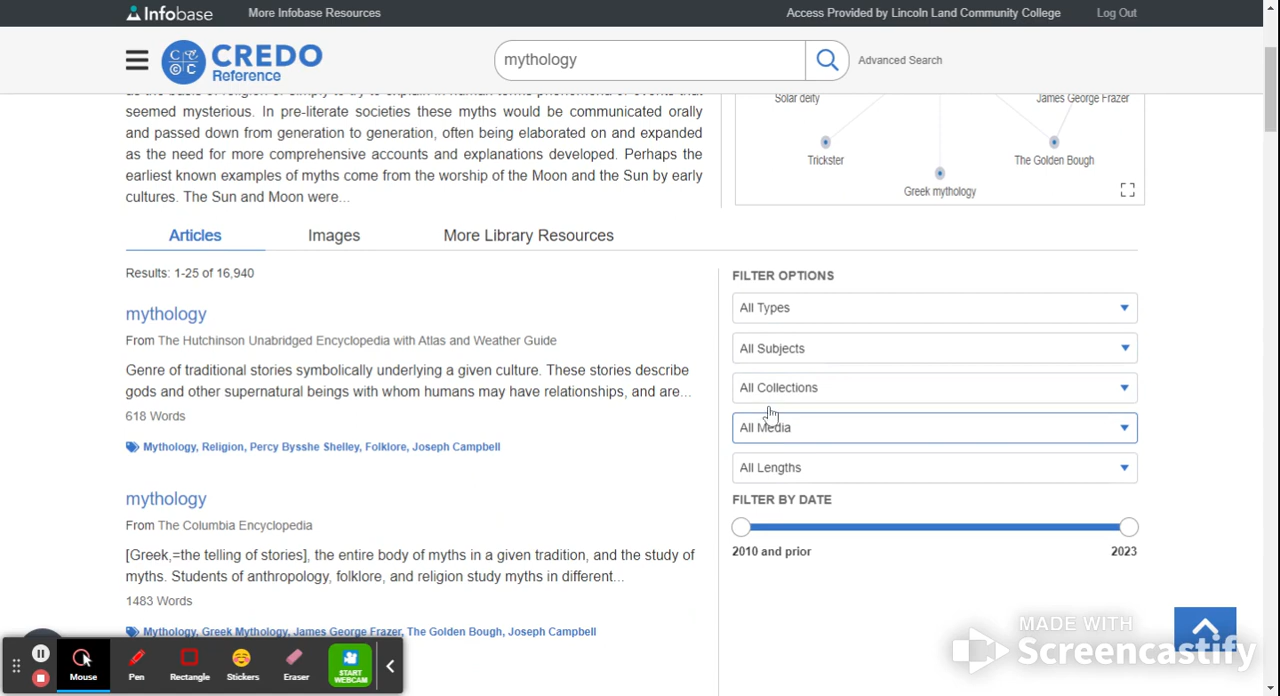 Infobase More Infobase Resources Access Provided by Lincoln Land Community College Log Out
CREDO Reference mythology Advanced Search
seemed mysterious. In pre-literate societies these myths would be communicated orally
and passed down from generation to generation, often being elaborated on and expanded
as the need for more comprehensive accounts and explanations developed. Perhaps the
earliest known examples of myths come from the worship of the Moon and the Sun by early
cultures. The Sun and Moon were...
Solar deity
James George Frazer
Trickster
The Golden Bough
Greek mythology
Articles Images More Library Resources
Results: 1-25 of 16,940
mythology
From The Hutchinson Unabridged Encyclopedia with Atlas and Weather Guide
Genre of traditional stories symbolically underlying a given culture. These stories describe
gods and other supernatural beings with whom humans may have relationships, and are...
618 Words
Mythology, Religion, Percy Bysshe Shelley, Folklore, Joseph Campbell
mythology
From The Columbia Encyclopedia
[Greek,=the telling of stories], the entire body of myths in a given tradition, and the study of
myths. Students of anthropology, folklore, and religion study myths in different...
1483 Words
Mythology, Greek Mythology, James George Frazer, The Golden Bough, Joseph Campbell
FILTER OPTIONS
All Types
All Subjects
All Collections
All Media
All Lengths
FILTER BY DATE
2010 and prior 2023
Mouse Pen Rectangle Stickers Eraser START WEBCAM
MADE WITH
Screencastify